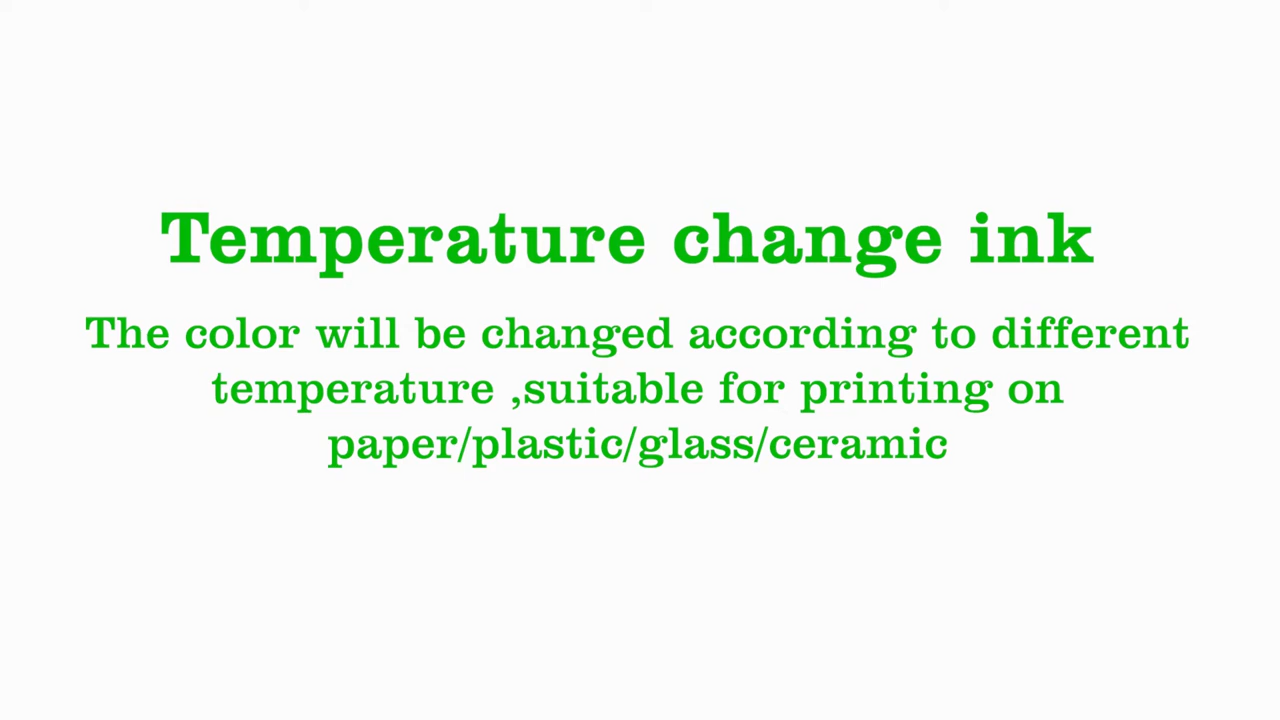 Temperature change ink
The color will be changed according to different
temperature ,suitable for printing on
paper/plastic/glass/ceramic